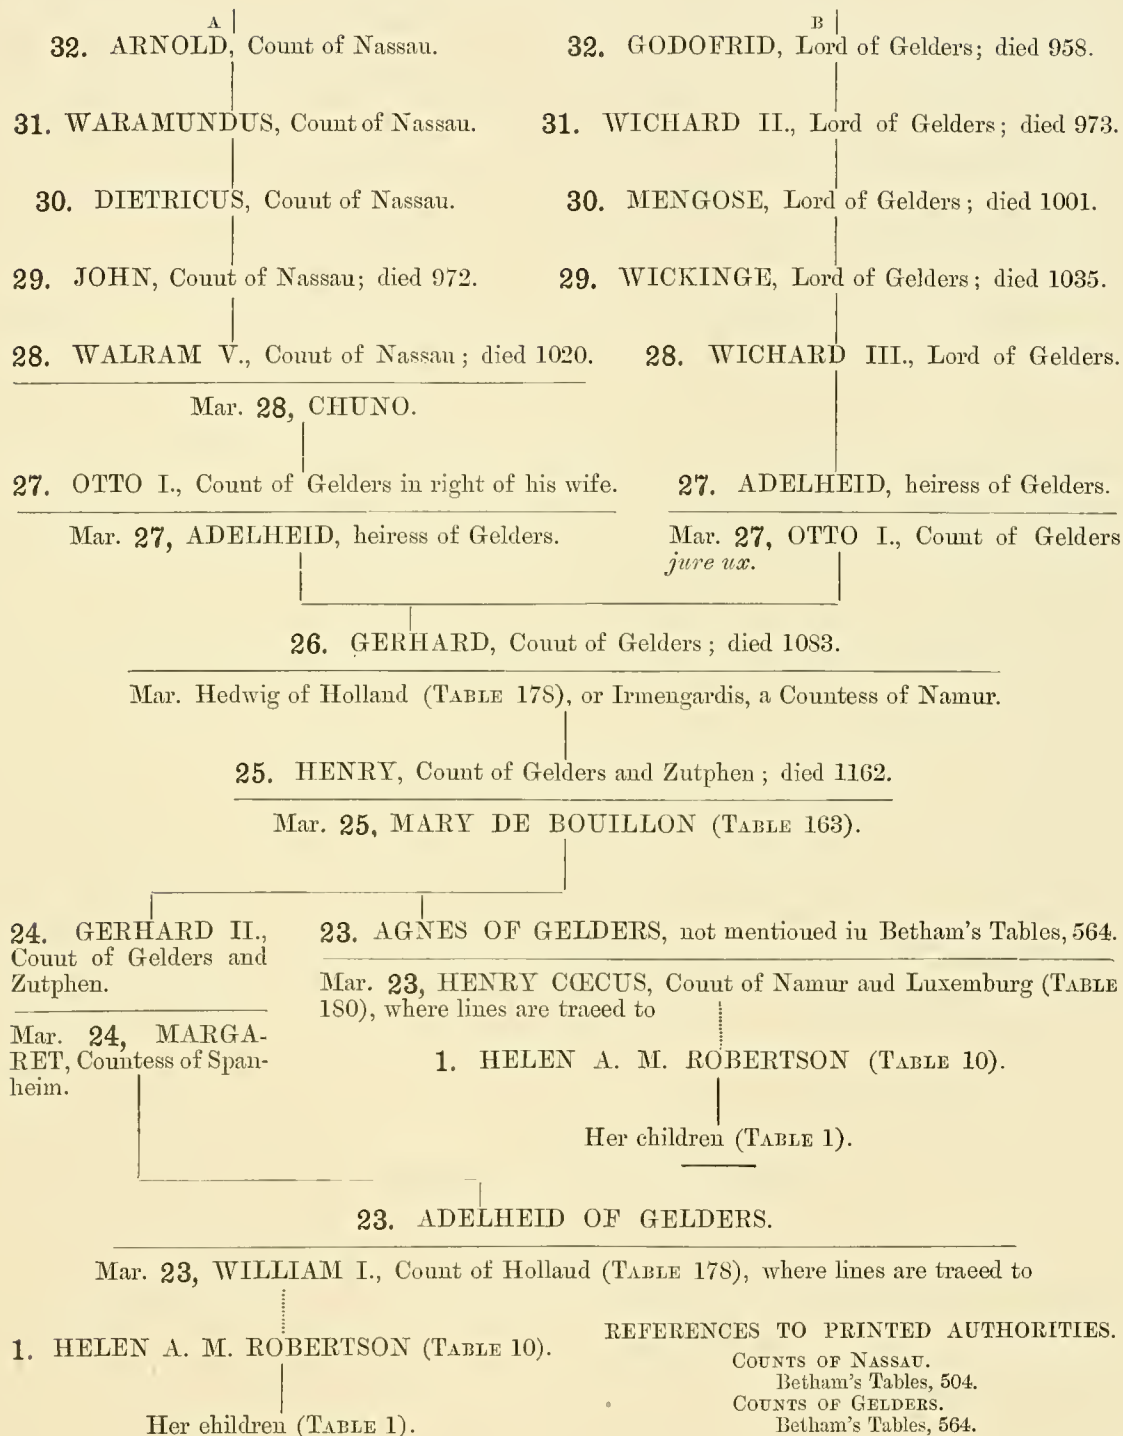 A
32. ARNOLD, Count of Nassau.
31. WARAMUNDUS, Count of Nassau.
30. DIETRICUS, Count of Nassau.
29. JOHN, Count of Nassau; died 972.
28. WALRAM V., Count of Nassau; died 1020.
Mar. 28, CHUNO.
27. OTTO I., Count of Gelders in right of his wife.
Mar. 27, ADELHEID, heiress of Gelders.
B
32. GODOFRID, Lord of Gelders; died 958.
31. WICHARD II., Lord of Gelders; died 973.
30. MENGOSE, Lord of Gelders; died 1001.
29. WICKINGE, Lord of Gelders; died 1035.
28. WICHARD III., Lord of Gelders.
27. ADELHEID, heiress of Gelders.
Mar. 27, OTTO I., Count of Gelders
jure ux.
26. GERHARD, Count of Gelders; died 1083.
Mar. Hedwig of Holland (TABLE 178), or Irmengardis, a Countess of Namur.
25. HENRY, Count of Gelders and Zutphen; died 1162.
Mar. 25, MARY DE BOUILLON (TABLE 163).
24. GERHARD II.,
Count of Gelders and
Zutphen.
Mar. 24, MARGA-
RET, Countess of Span-
heim.
23. AGNES OF GELDERS, not mentioned in Betham's Tables, 564.
Mar. 23, HENRY CŒCUS, Count of Namur and Luxemburg (TABLE
180), where lines are traced to
1. HELEN A. M. ROBERTSON (TABLE 10).
Her children (TABLE 1).
23. ADELHEID OF GELDERS.
Mar. 23, WILLIAM I., Count of Holland (TABLE 178), where lines are traced to
1. HELEN A. M. ROBERTSON (TABLE 10).
Her children (TABLE 1).
REFERENCES TO PRINTED AUTHORITIES.
COUNTS OF NASSAU.
Betham's Tables, 504.
COUNTS OF GELDERS.
Betham's Tables, 564.